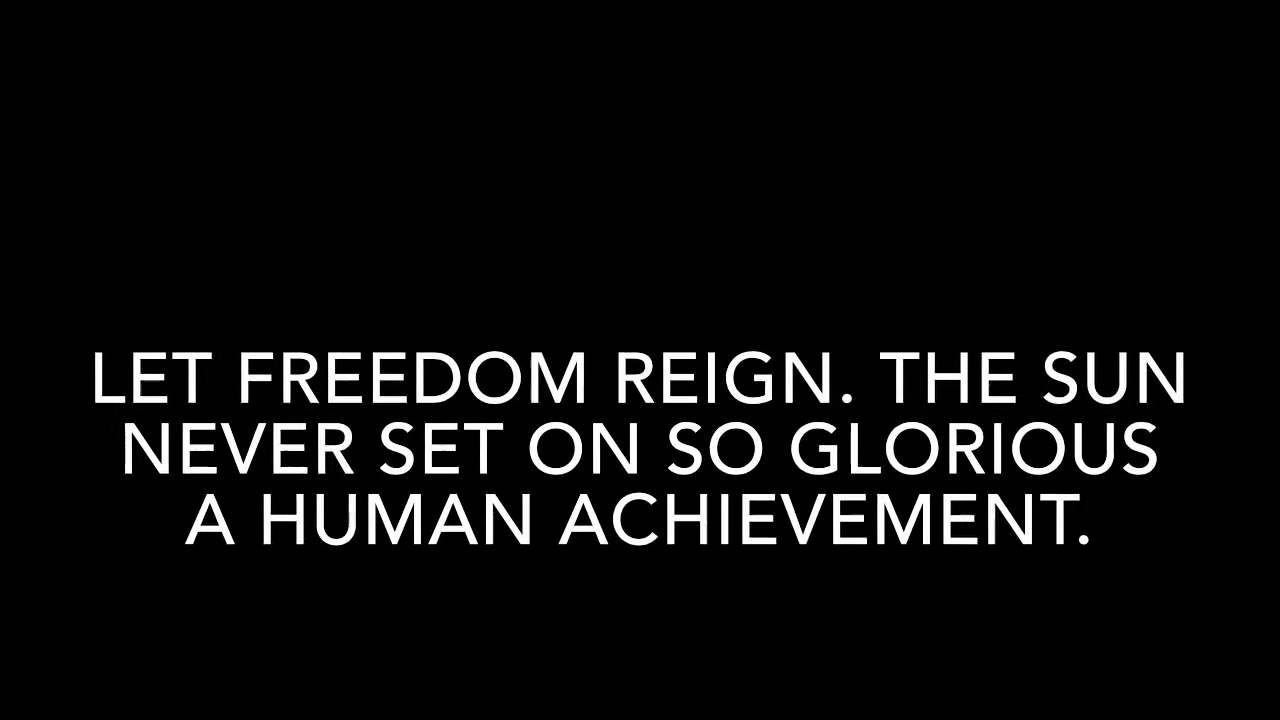 LET FREEDOM REIGN. THE SUN
NEVER SET ON SO GLORIOUS
A HUMAN ACHIEVEMENT.